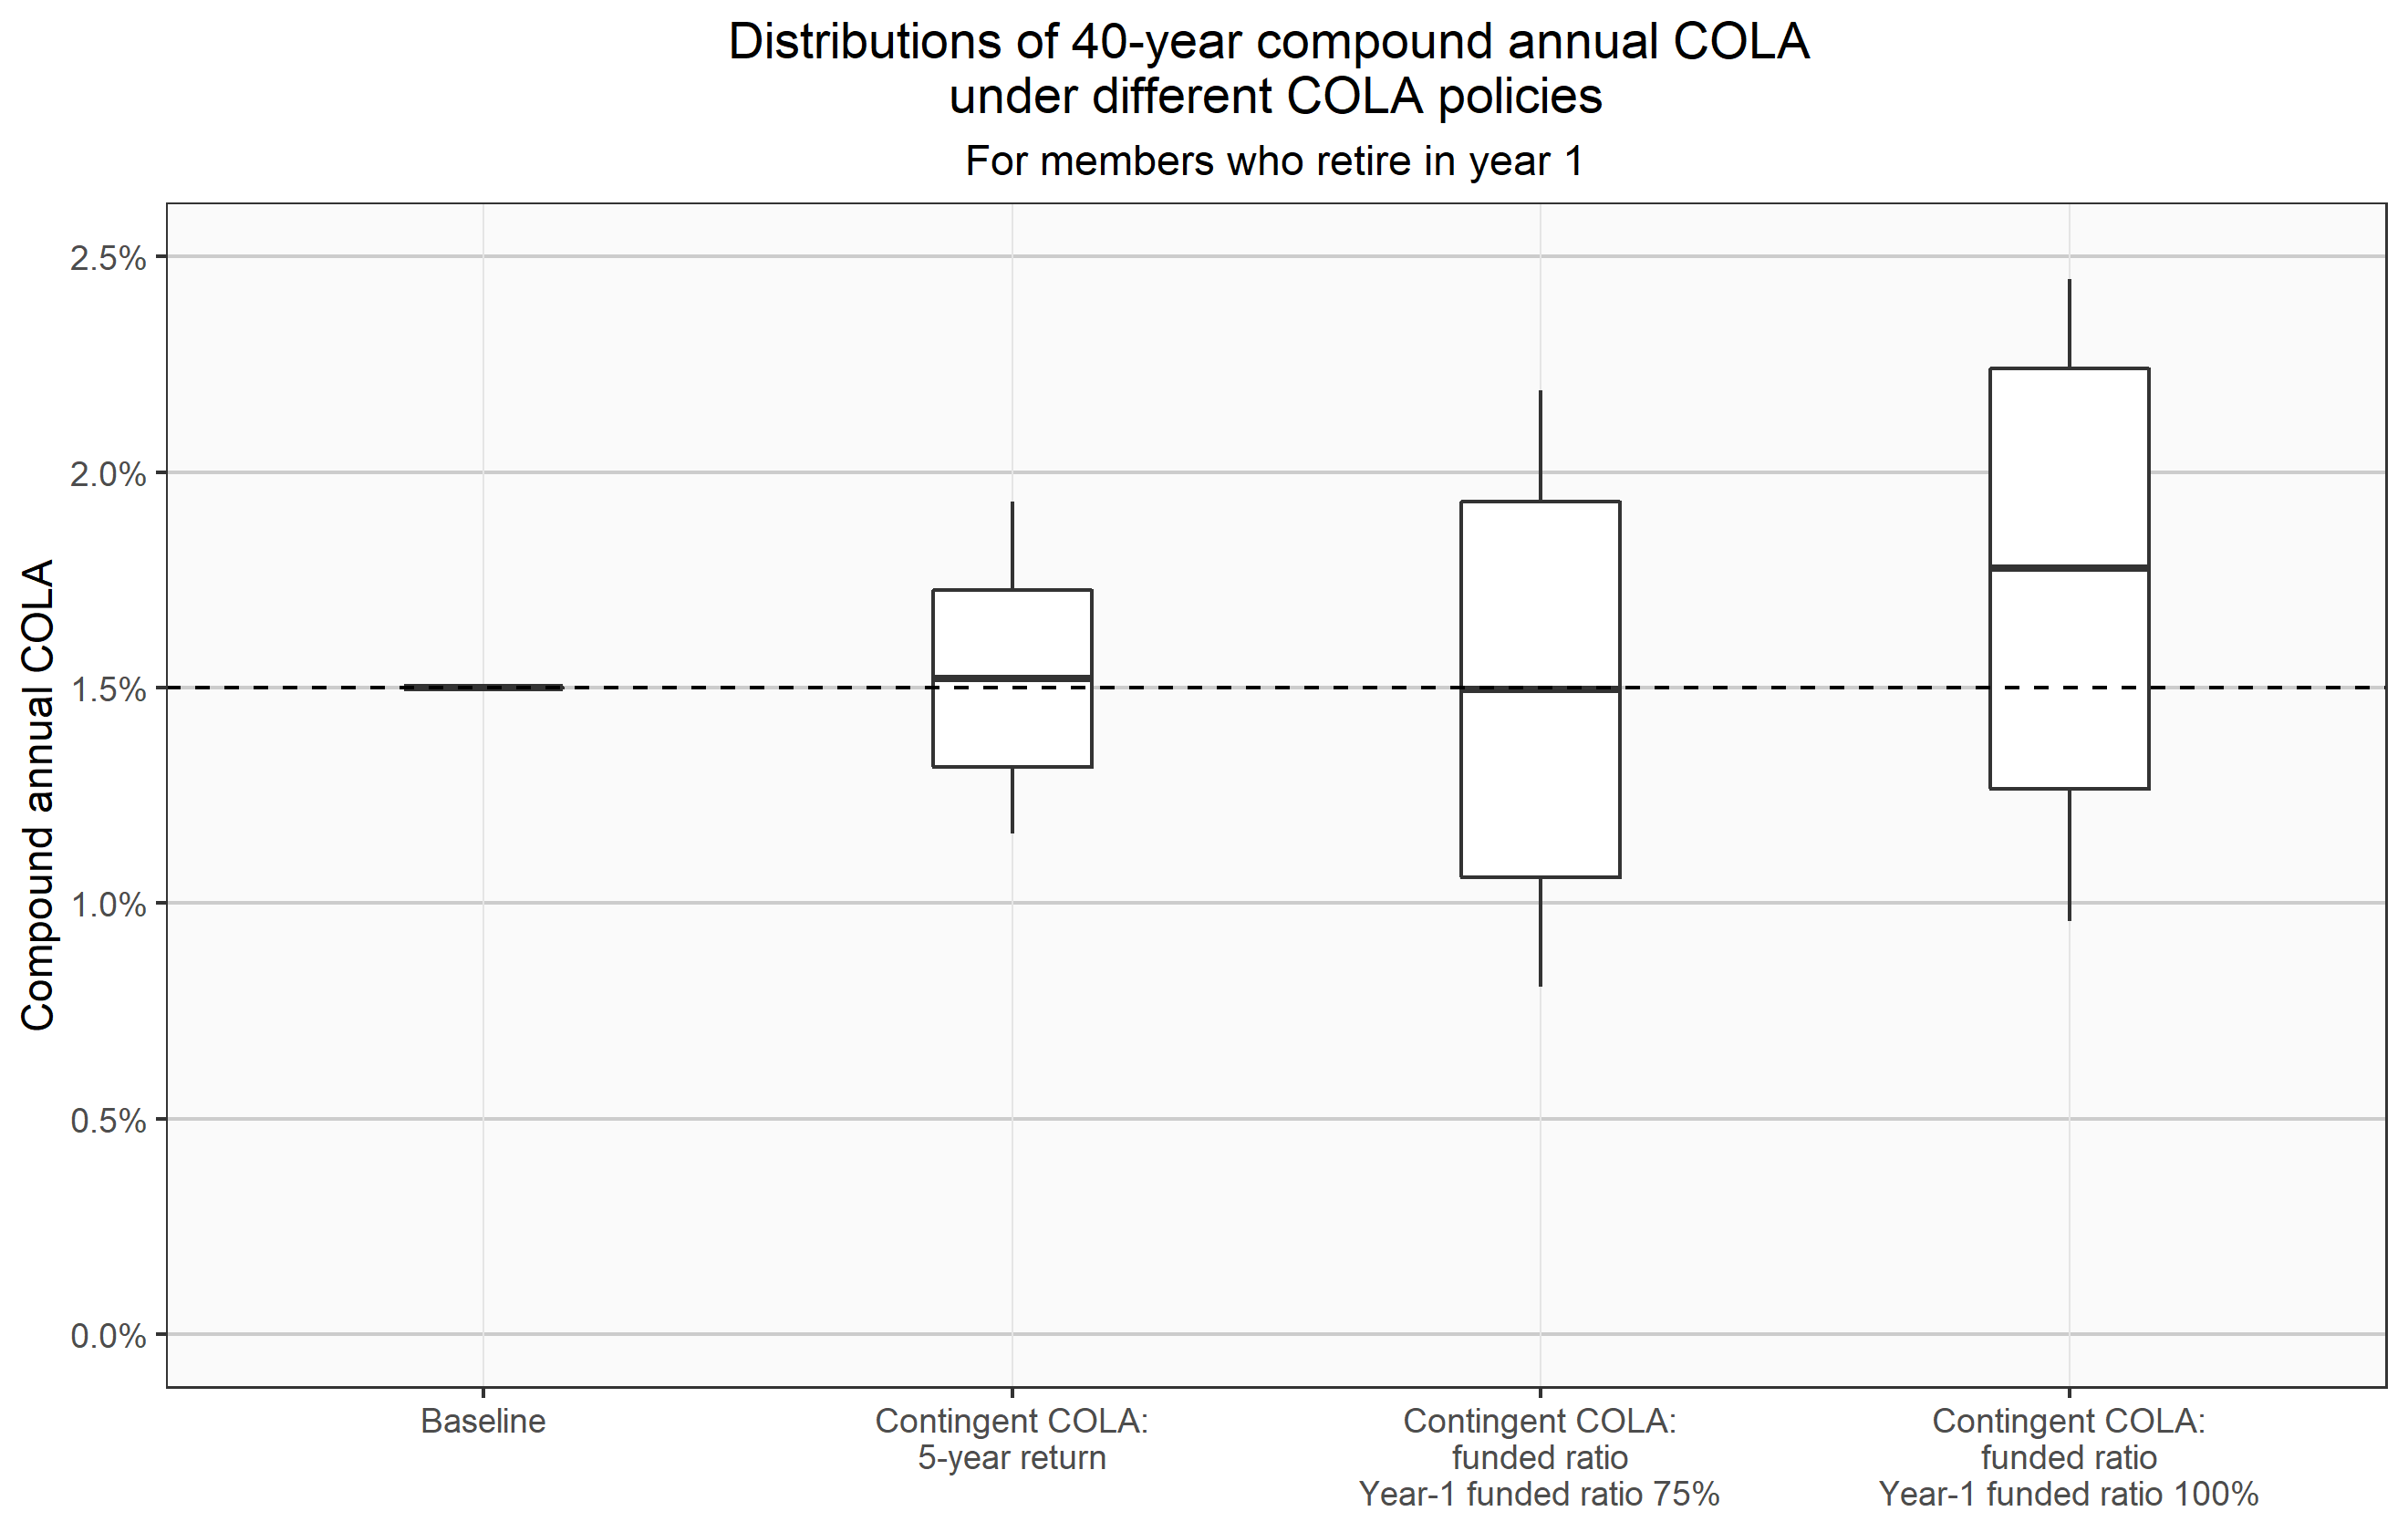 Distributions of 40-year compound annual COLA
under different COLA policies
For members who retire in year 1
Compound annual COLA
2.5%
2.0%
1.5%
1.0%
0.5%
0.0%
Baseline
Contingent COLA:
5-year return
Contingent COLA:
funded ratio
Year-1 funded ratio 75%
Contingent COLA:
funded ratio
Year-1 funded ratio 100%